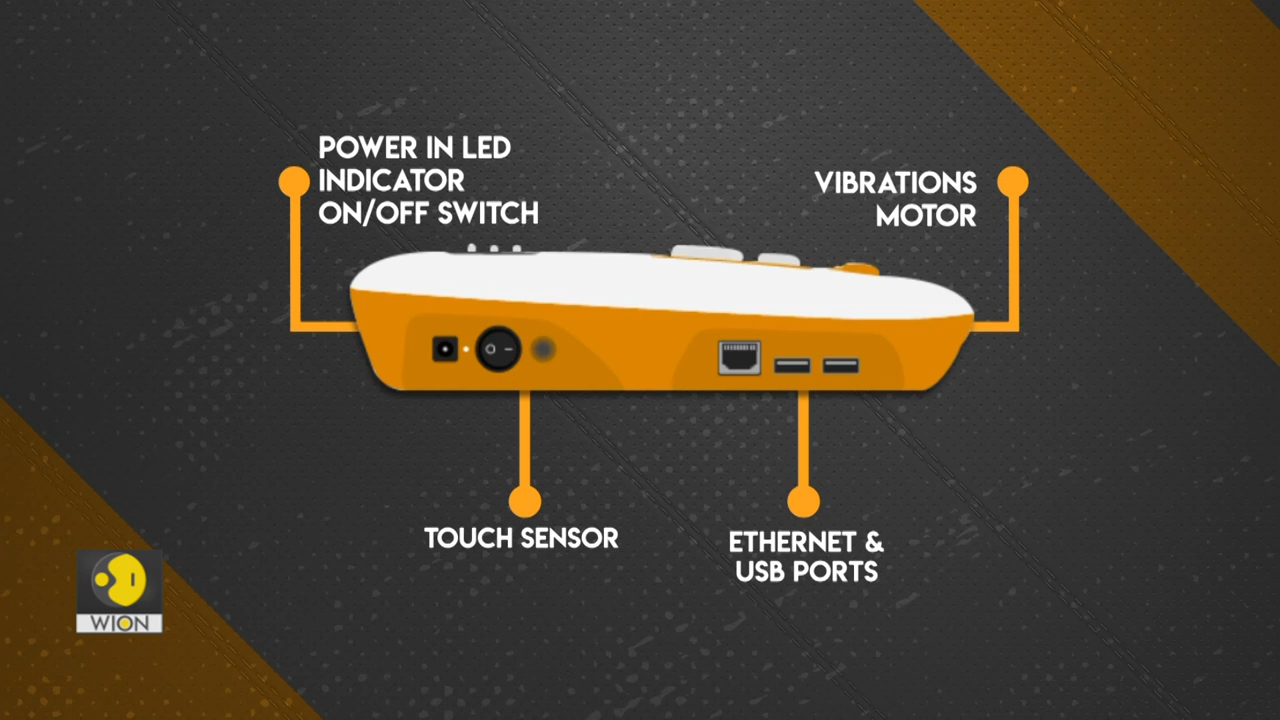 POWER IN LED
INDICATOR
ON/OFF SWITCH
VIBRATIONS
MOTOR
TOUCH SENSOR
ETHERNET &
USB PORTS
WION